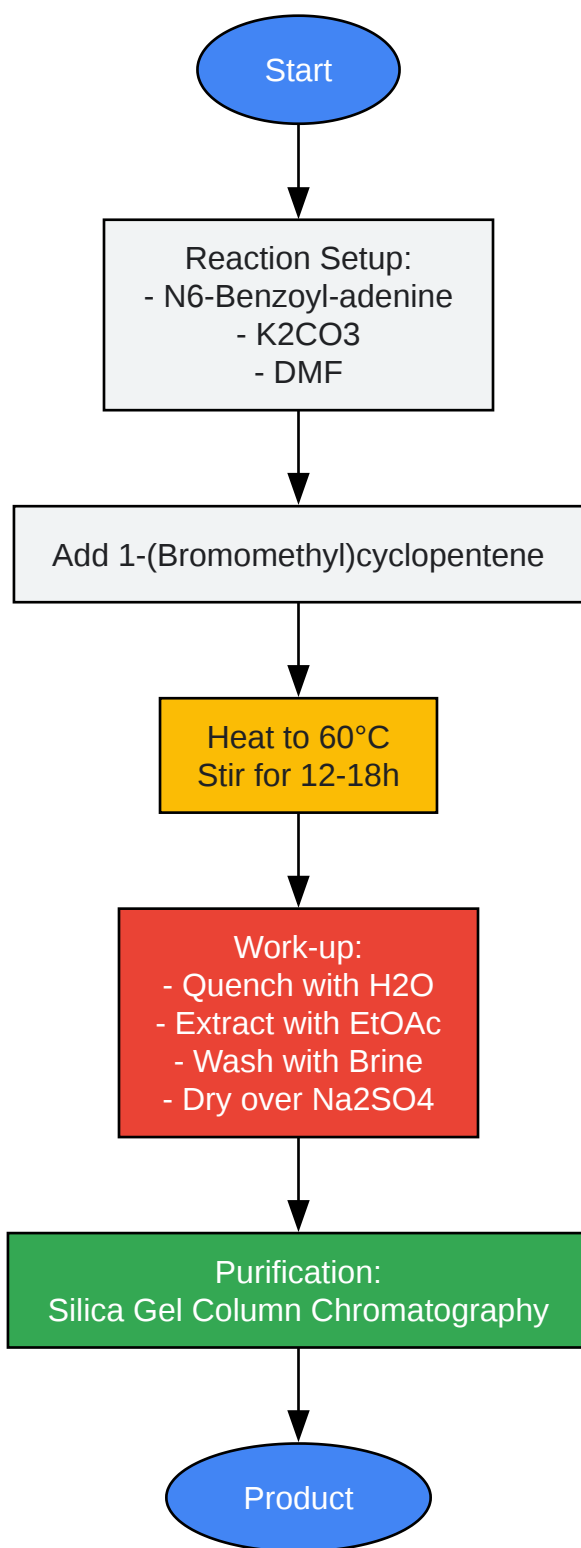 Start
Reaction Setup:
- N6-Benzoyl-adenine
- K2CO3
- DMF
Add 1-(Bromomethyl)cyclopentene
Heat to 60°C
Stir for 12-18h
Work-up:
- Quench with H2O
- Extract with EtOAc
- Wash with Brine
- Dry over Na2SO4
Purification:
Silica Gel Column Chromatography
Product